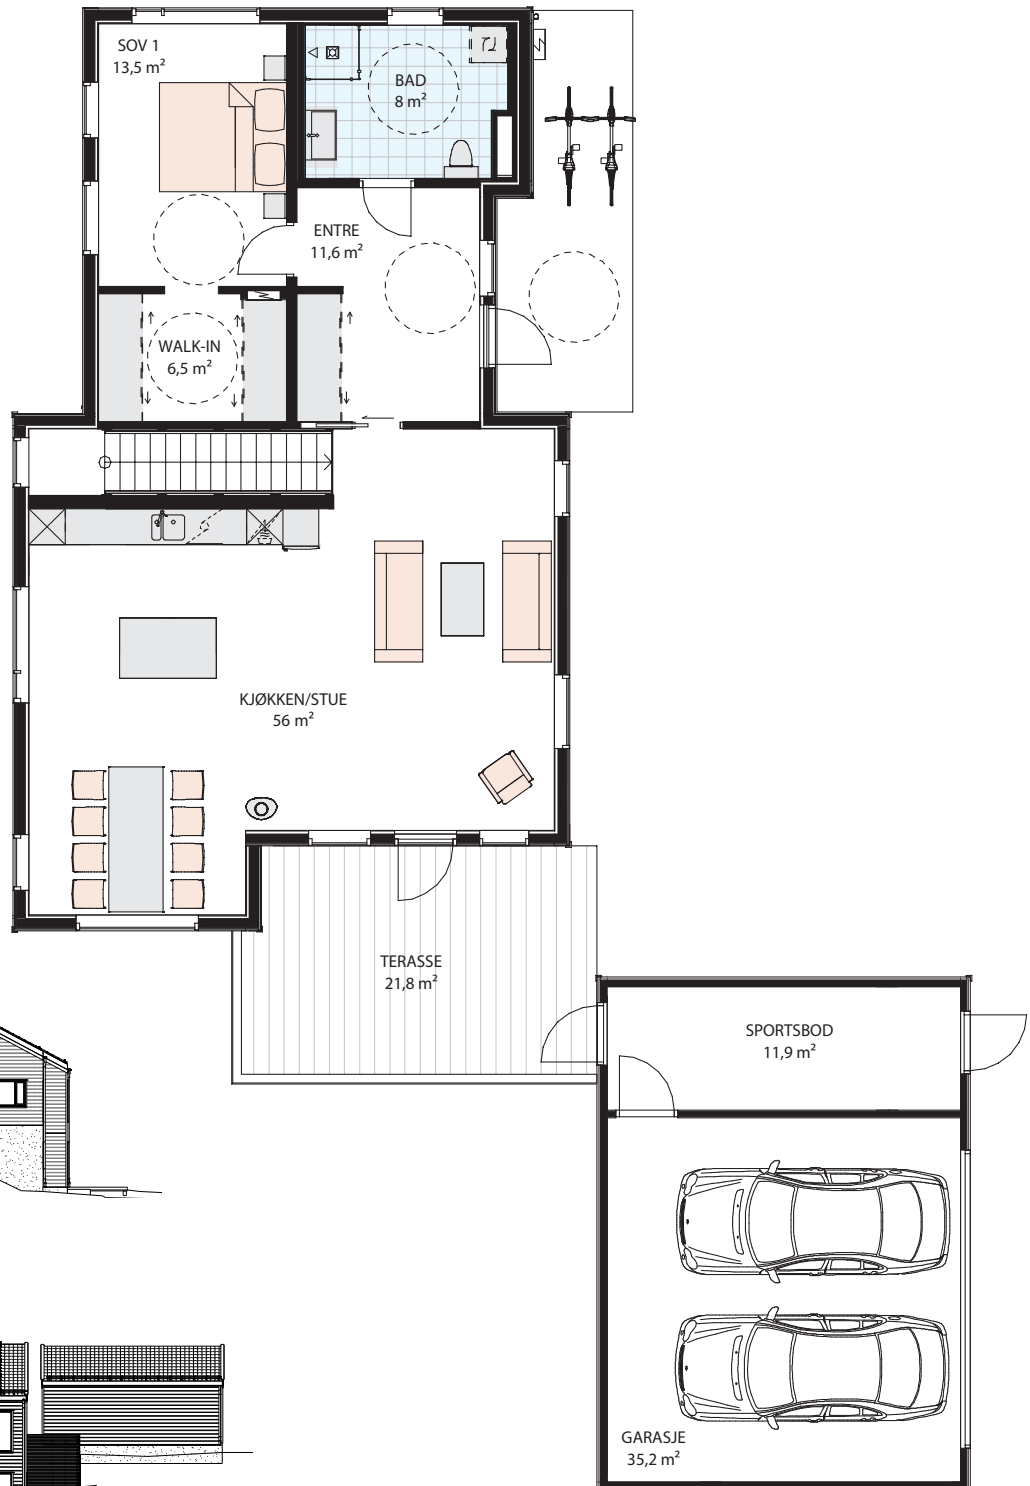 SOV 1
13,5 m²
BAD
8 m²
ENTRE
11,6 m²
WALK-IN
6,5 m²
KJØKKEN/STUE
56 m²
TERASSE
21,8 m²
SPORTSBOD
11,9 m²
GARASJE
35,2 m²